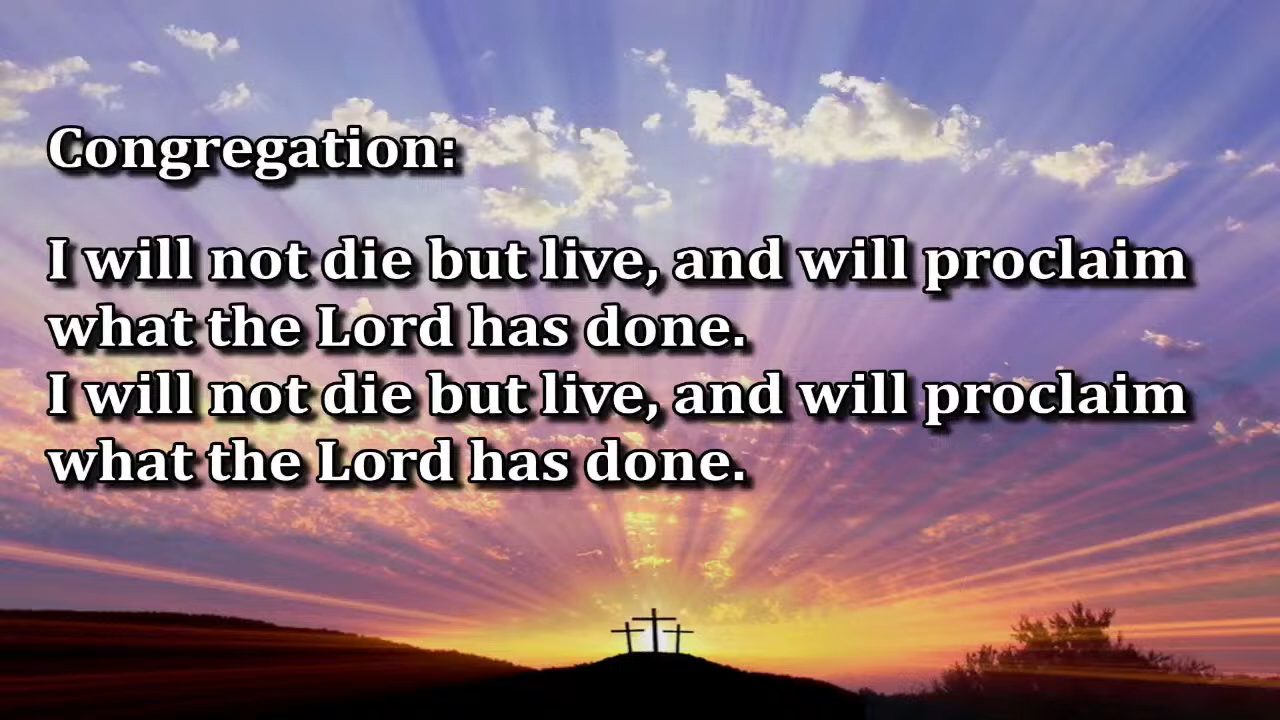 Congregation:
I will not die but live, and will proclaim
what the Lord has done.
I will not die but live, and will proclaim
what the Lord has done.